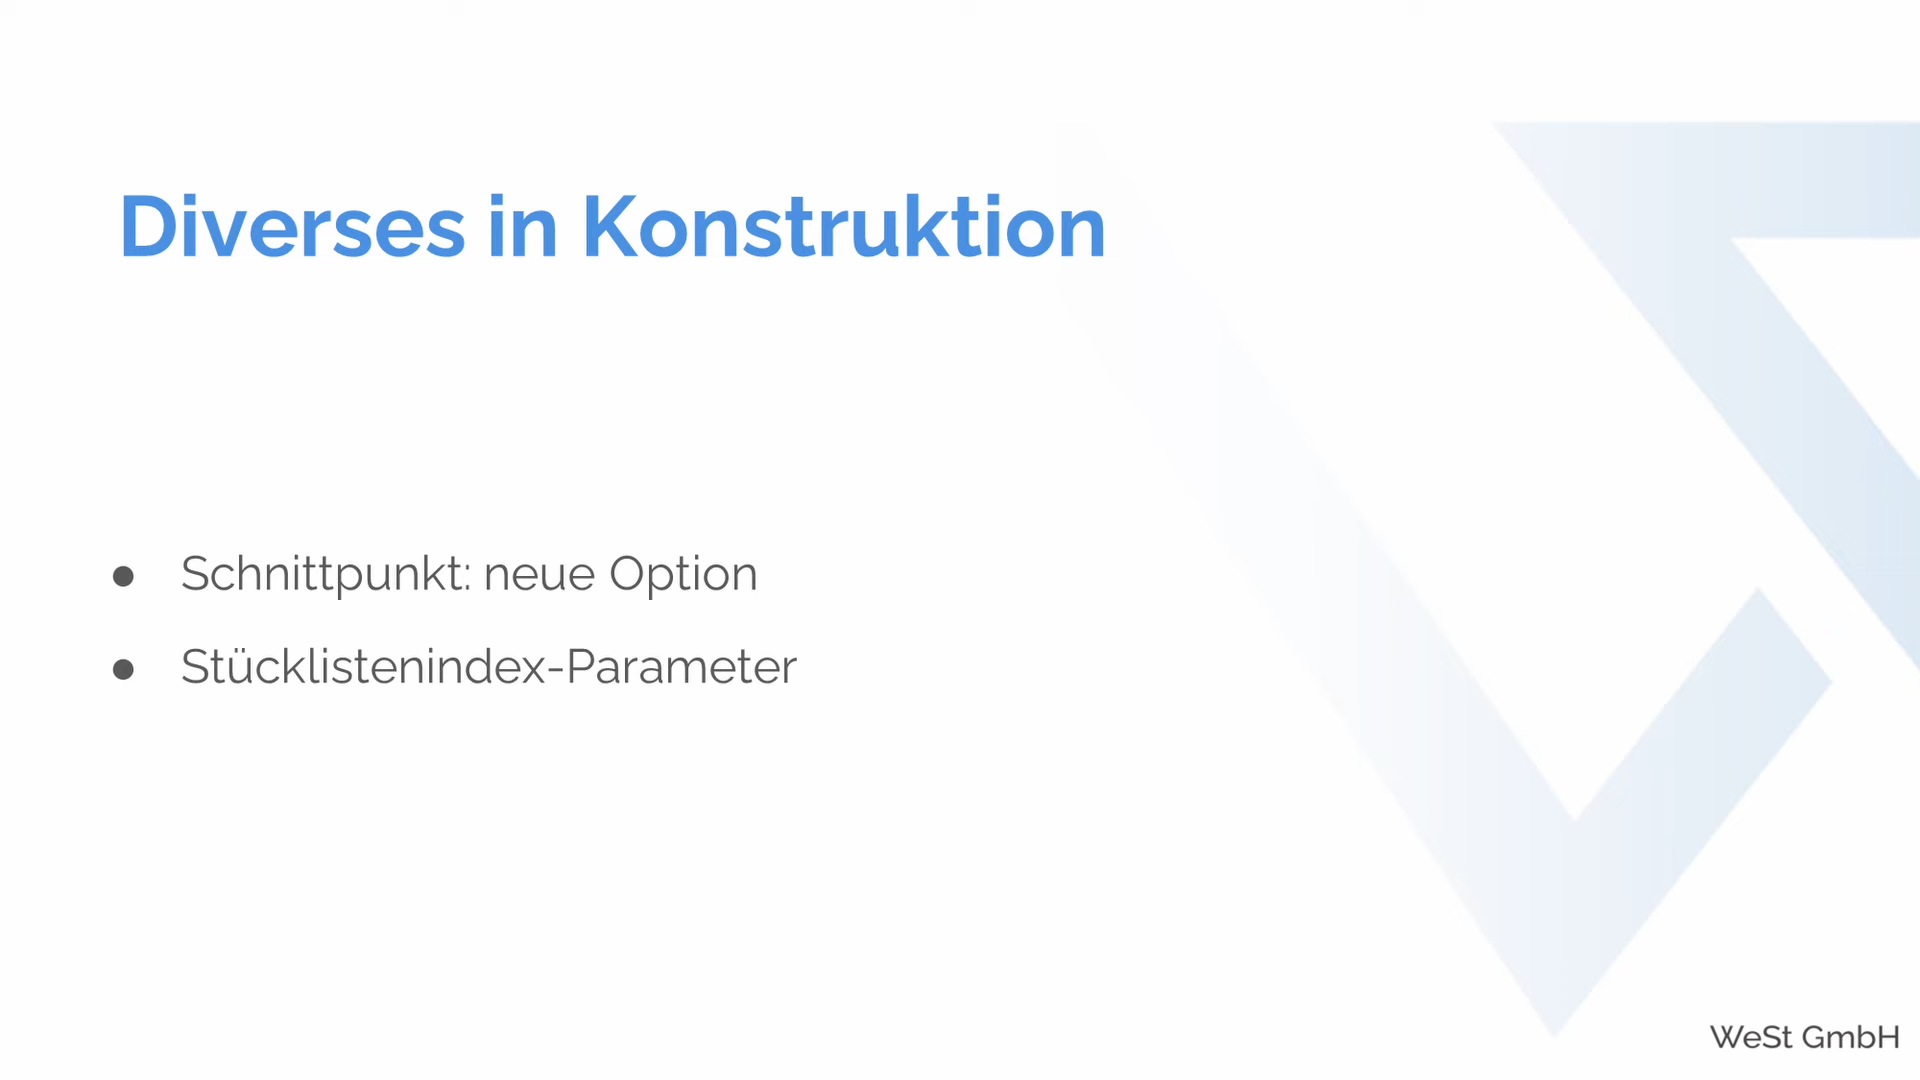 Diverses in Konstruktion
● Schnittpunkt: neue Option
● Stücklistenindex-Parameter
WeSt GmbH